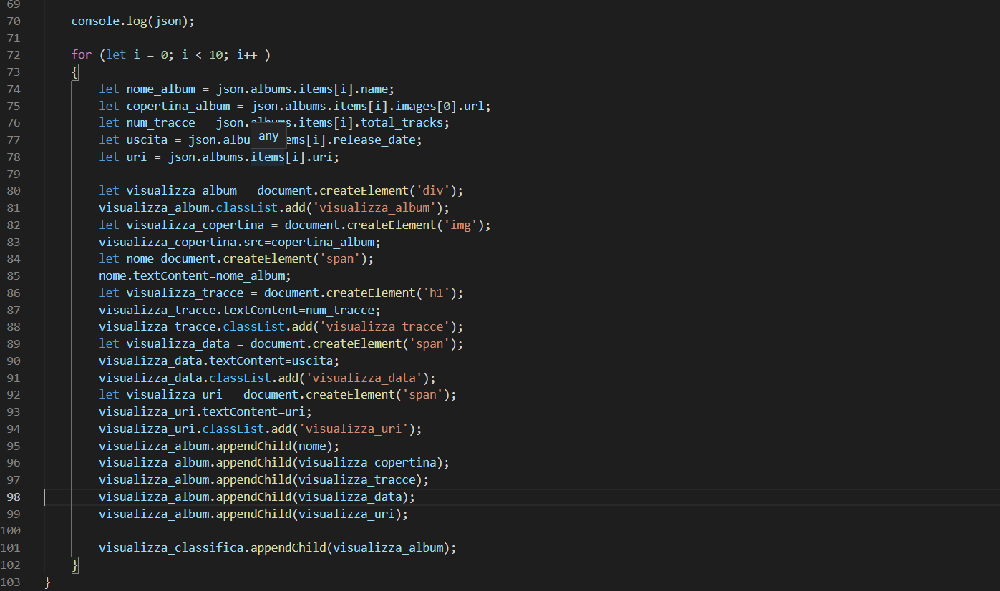 69
70 console.log(json);
71
72 for (let i = 0; i < 10; i++ )
73 {
74 let nome_album = json.albums.items[i].name;
75 let copertina_album = json.albums.items[i].images[0].url;
76 let num_tracce = json.albums.items[i].total_tracks;
77 let uscita = json.albu any ems[i].release_date;
78 let uri = json.albums.items[i].uri;
79
80 let visualizza_album = document.createElement('div');
81 visualizza_album.classList.add('visualizza_album');
82 let visualizza_copertina = document.createElement('img');
83 visualizza_copertina.src=copertina_album;
84 let nome=document.createElement('span');
85 nome.textContent=nome_album;
86 let visualizza_tracce = document.createElement('h1');
87 visualizza_tracce.textContent=num_tracce;
88 visualizza_tracce.classList.add('visualizza_tracce');
89 let visualizza_data = document.createElement('span');
90 visualizza_data.textContent=uscita;
91 visualizza_data.classList.add('visualizza_data');
92 let visualizza_uri = document.createElement('span');
93 visualizza_uri.textContent=uri;
94 visualizza_uri.classList.add('visualizza_uri');
95 visualizza_album.appendChild(nome);
96 visualizza_album.appendChild(visualizza_copertina);
97 visualizza_album.appendChild(visualizza_tracce);
98 visualizza_album.appendChild(visualizza_data);
99 visualizza_album.appendChild(visualizza_uri);
100
101 visualizza_classifica.appendChild(visualizza_album);
102 }
103 }